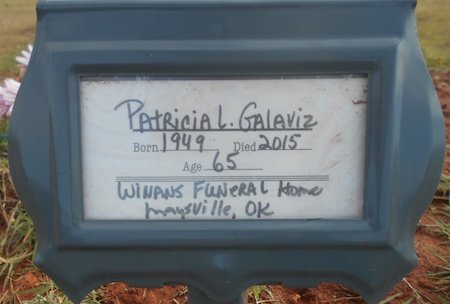 Patricia L. Galaviz
Born 1949 Died 2015
Age 65
Winans Funeral Home
Maysville, OK